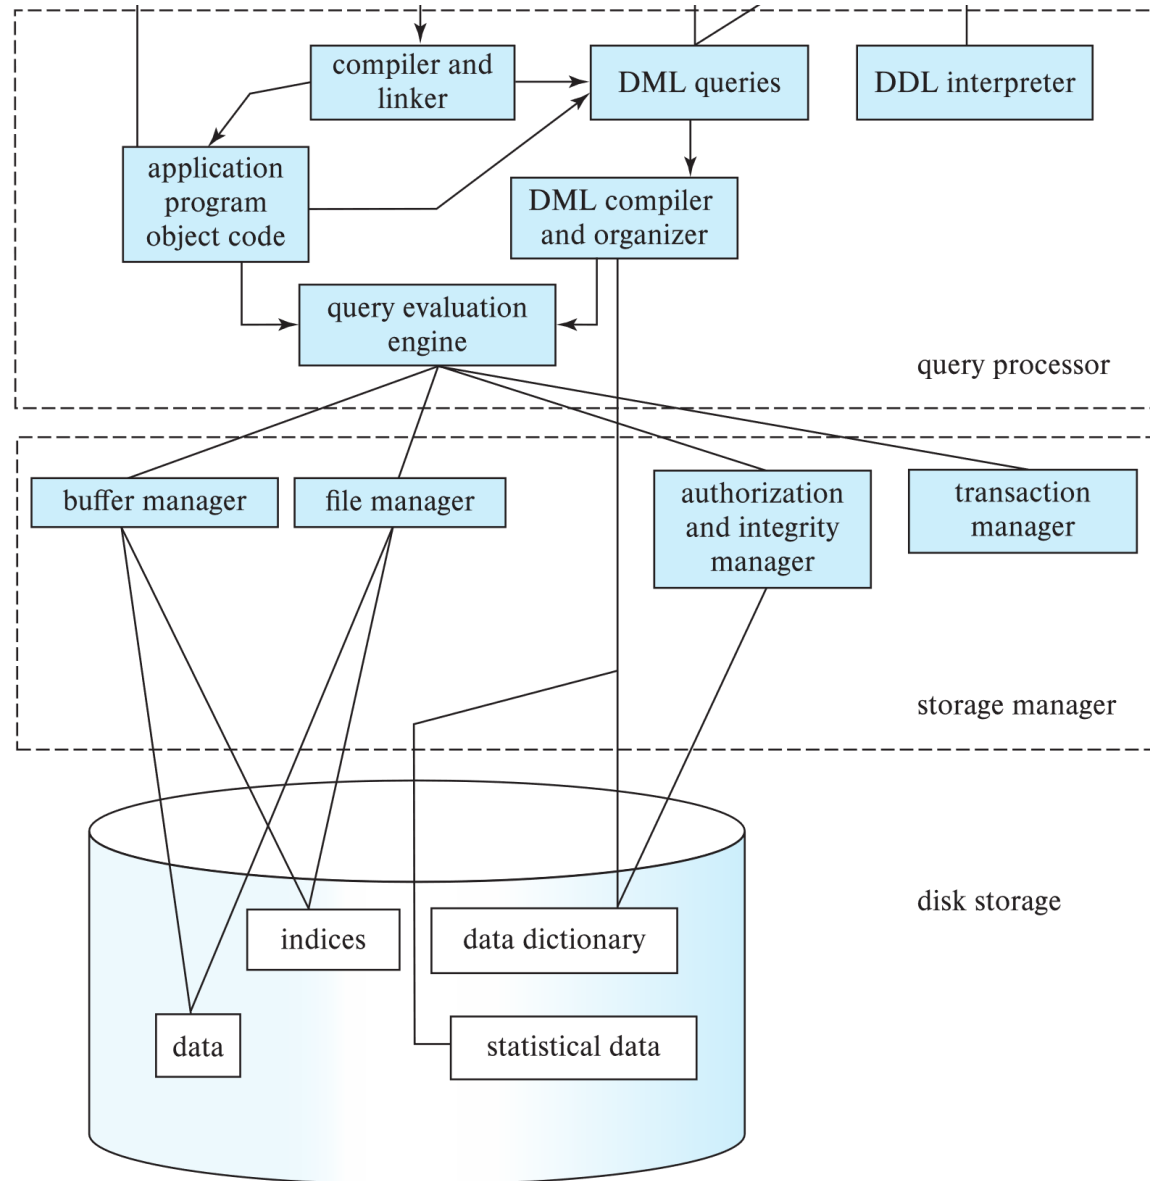 compiler and
linker
DML queries
DDL interpreter
application
program
object code
DML compiler
and organizer
query evaluation
engine
query processor
buffer manager
file manager
authorization
and integrity
manager
transaction
manager
storage manager
disk storage
indices
data dictionary
data
statistical data